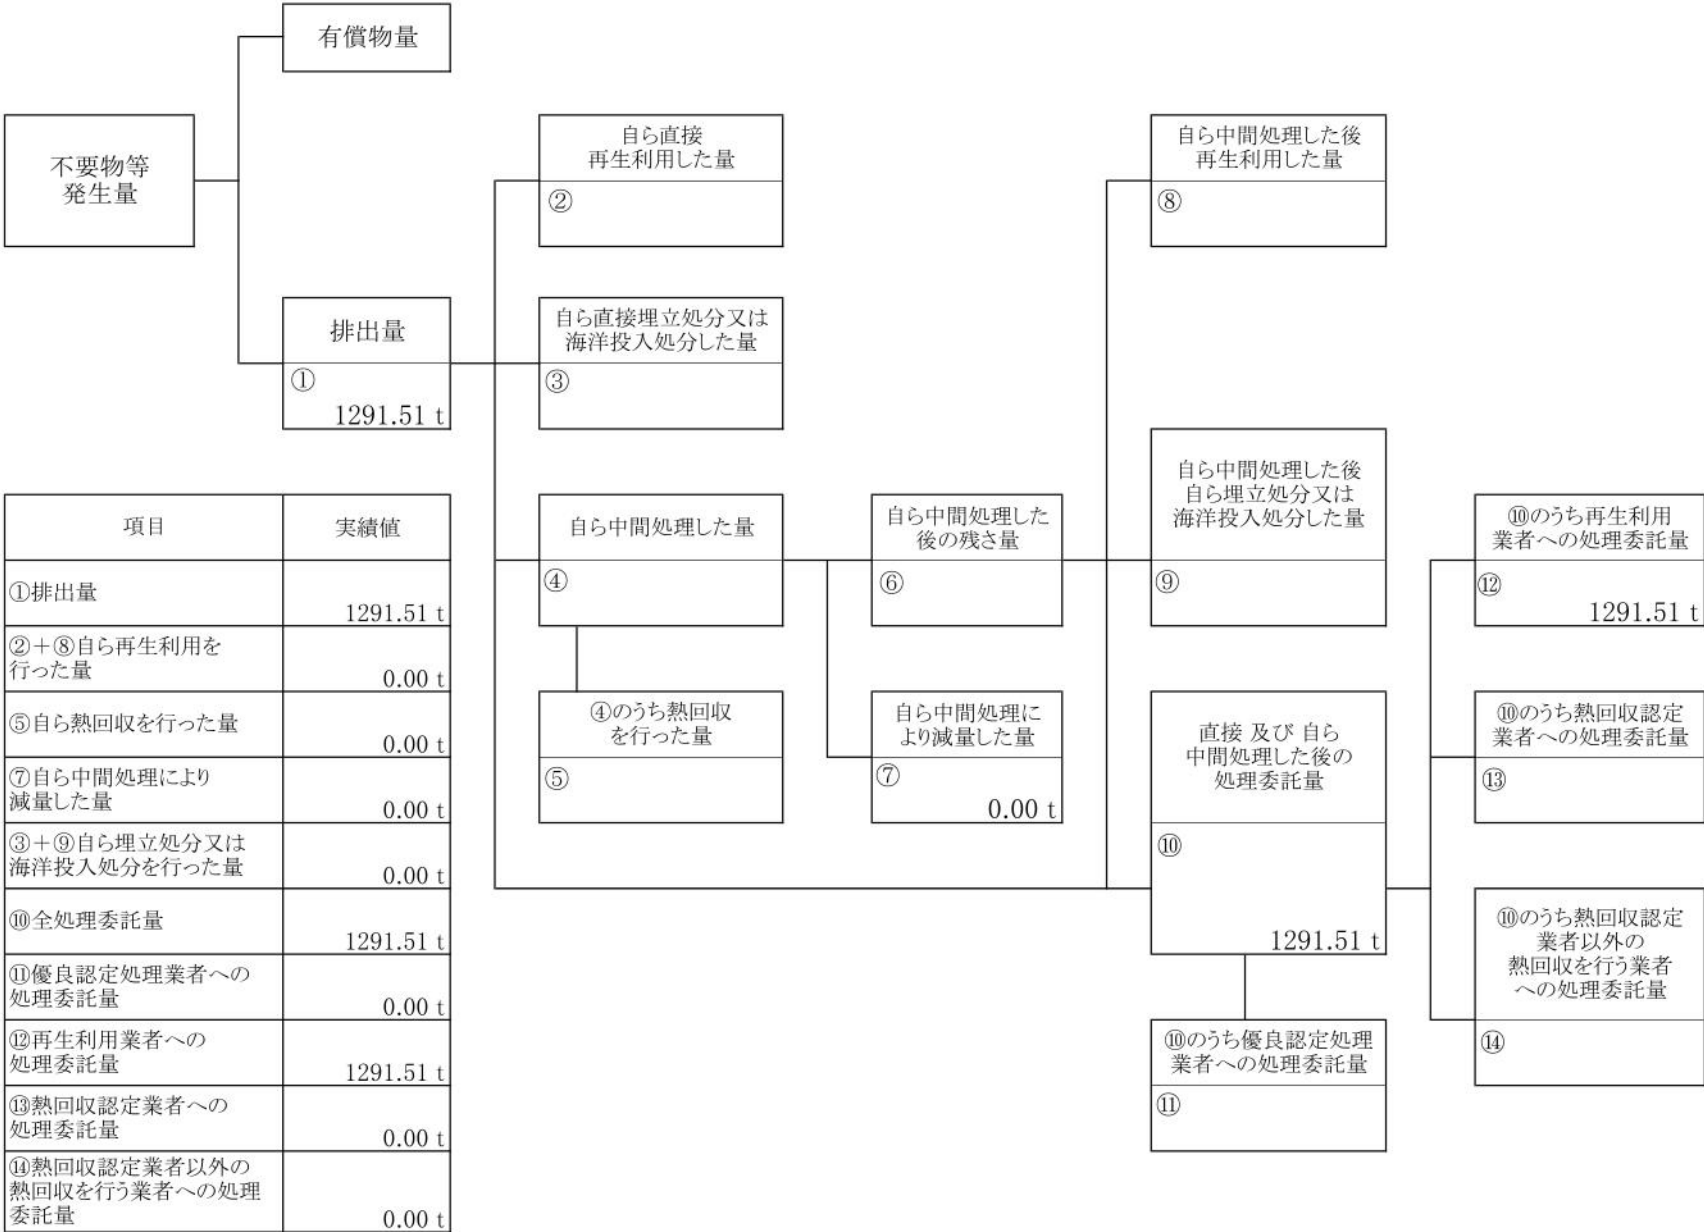 有償物量
不要物等
発生量
排出量
①
1291.51 t
自ら直接
再生利用した量
②
自ら直接埋立処分又は
海洋投入処分した量
③
自ら中間処理した量
④
④のうち熱回収
を行った量
⑤
自ら中間処理した
後の残さ量
⑥
自ら中間処理に
より減量した量
⑦
0.00 t
自ら中間処理した後
再生利用した量
⑧
自ら中間処理した後
自ら埋立処分又は
海洋投入処分した量
⑨
直接 及び 自ら
中間処理した後の
処理委託量
⑩
1291.51 t
⑩のうち優良認定処理
業者への処理委託量
⑪
⑩のうち再生利用
業者への処理委託量
⑫
1291.51 t
⑩のうち熱回収認定
業者への処理委託量
⑬
⑩のうち熱回収認定
業者以外の
熱回収を行う業者
への処理委託量
⑭
項目
実績値
①排出量
1291.51 t
②＋⑧自ら再生利用を
行った量
0.00 t
⑤自ら熱回収を行った量
0.00 t
⑦自ら中間処理により
減量した量
0.00 t
③＋⑨自ら埋立処分又は
海洋投入処分を行った量
0.00 t
⑩全処理委託量
1291.51 t
⑪優良認定処理業者への
処理委託量
0.00 t
⑫再生利用業者への
処理委託量
1291.51 t
⑬熱回収認定業者への
処理委託量
0.00 t
⑭熱回収認定業者以外の
熱回収を行う業者への処理
委託量
0.00 t